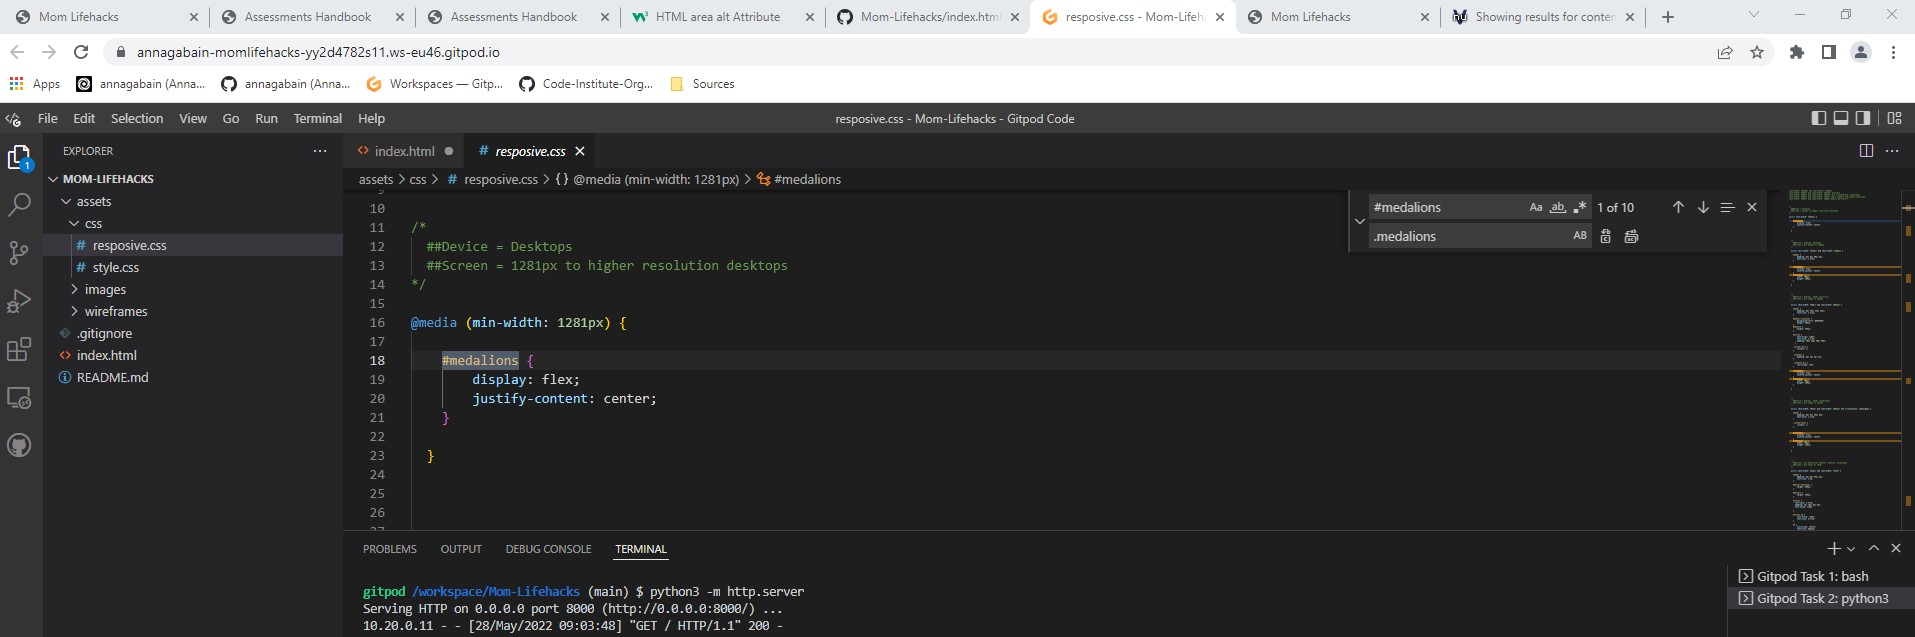 Mom Lifehacks
Assessments Handbook
Assessments Handbook
HTML area alt Attribute
Mom-Lifehacks/index.html
resposive.css - Mom-Lifeh
Mom Lifehacks
Showing results for conten
annagabain-momlifehacks-yy2d4782s11.ws-eu46.gitpod.io
Apps
annagabain (Anna...
annagabain (Anna...
Workspaces — Gitp...
Code-Institute-Org...
Sources
File Edit Selection View Go Run Terminal Help
resposive.css - Mom-Lifehacks - Gitpod Code
EXPLORER
1
MOM-LIFEHACKS
assets
css
# resposive.css
# style.css
images
wireframes
.gitignore
index.html
README.md
index.html
# resposive.css
assets > css > # resposive.css > {} @media (min-width: 1281px) > #medalions
#medalions
Aa ab .*
1 of 10
.medalions
AB
10
11 /*
12 ##Device = Desktops
13 ##Screen = 1281px to higher resolution desktops
14 */
15
16 @media (min-width: 1281px) {
17
18 #medalions {
19 display: flex;
20 justify-content: center;
21 }
22
23 }
24
25
26
27
PROBLEMS OUTPUT DEBUG CONSOLE TERMINAL
gitpod /workspace/Mom-Lifehacks (main) $ python3 -m http.server
Serving HTTP on 0.0.0.0 port 8000 (http://0.0.0.0:8000/) ...
10.20.0.11 - - [28/May/2022 09:03:48] "GET / HTTP/1.1" 200 -
Gitpod Task 1: bash
Gitpod Task 2: python3